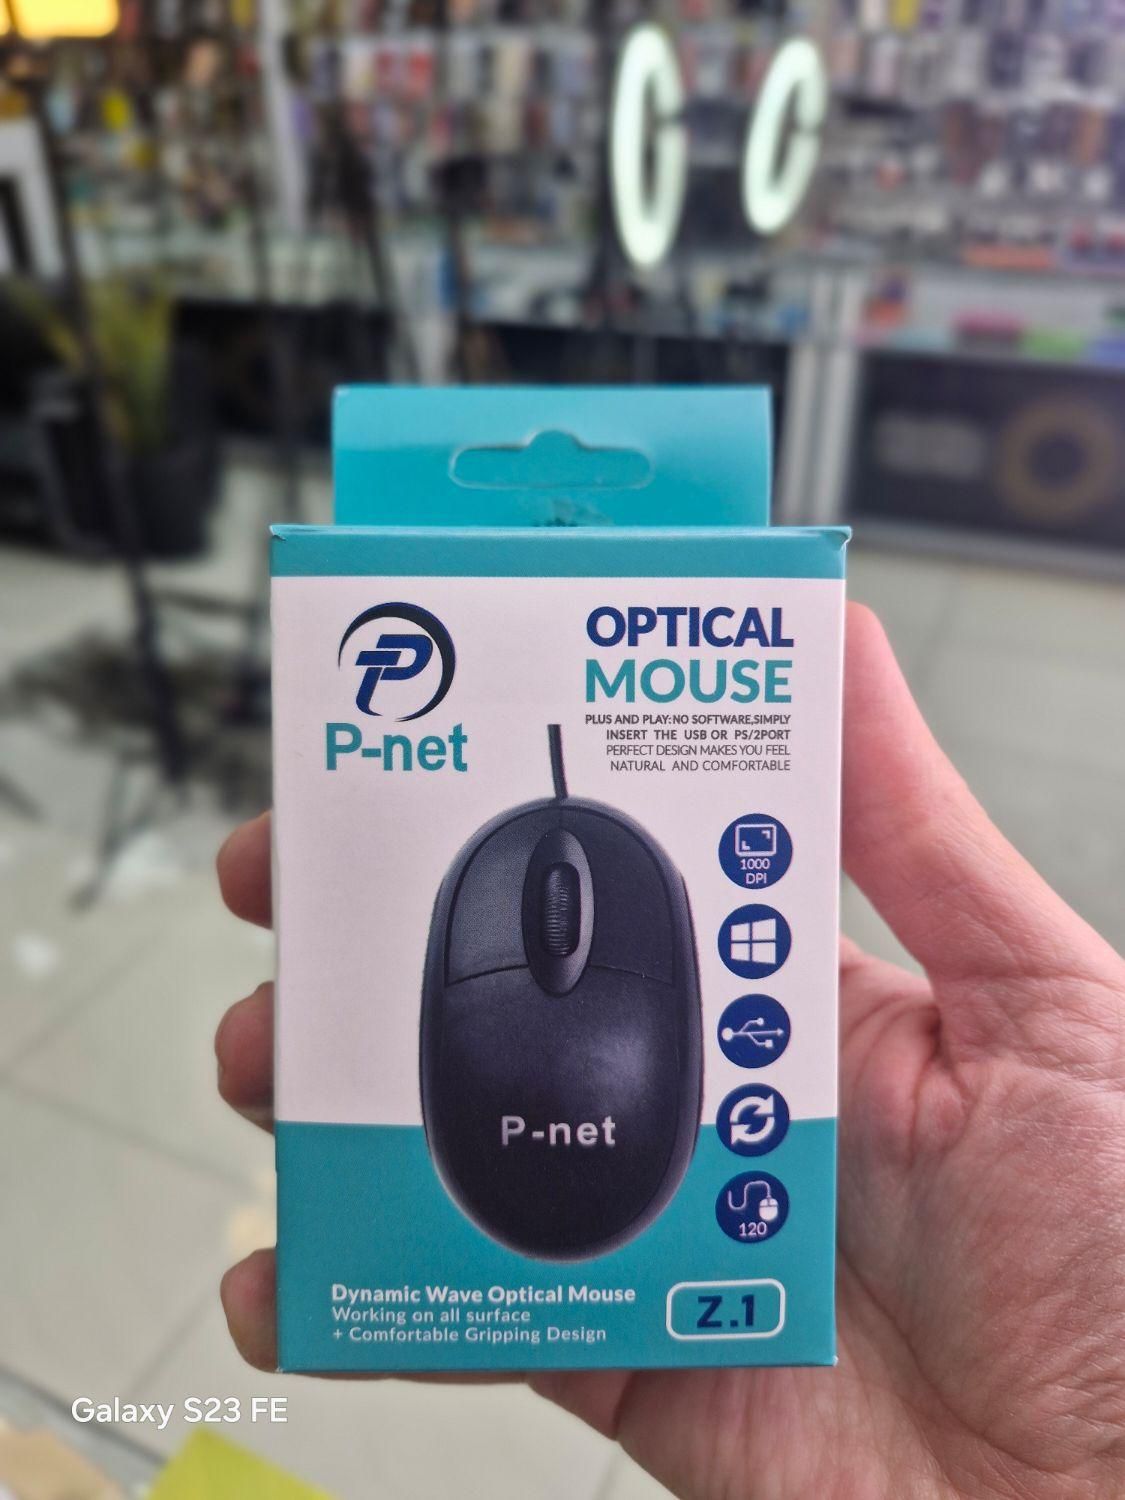 P-net
OPTICAL
MOUSE
PLUS AND PLAY:NO SOFTWARE,SIMPLY
INSERT THE USB OR PS/2PORT
PERFECT DESIGN MAKES YOU FEEL
NATURAL AND COMFORTABLE
1000
DPI
P-net
120
Dynamic Wave Optical Mouse
Working on all surface
+ Comfortable Gripping Design
Z.1
Galaxy S23 FE